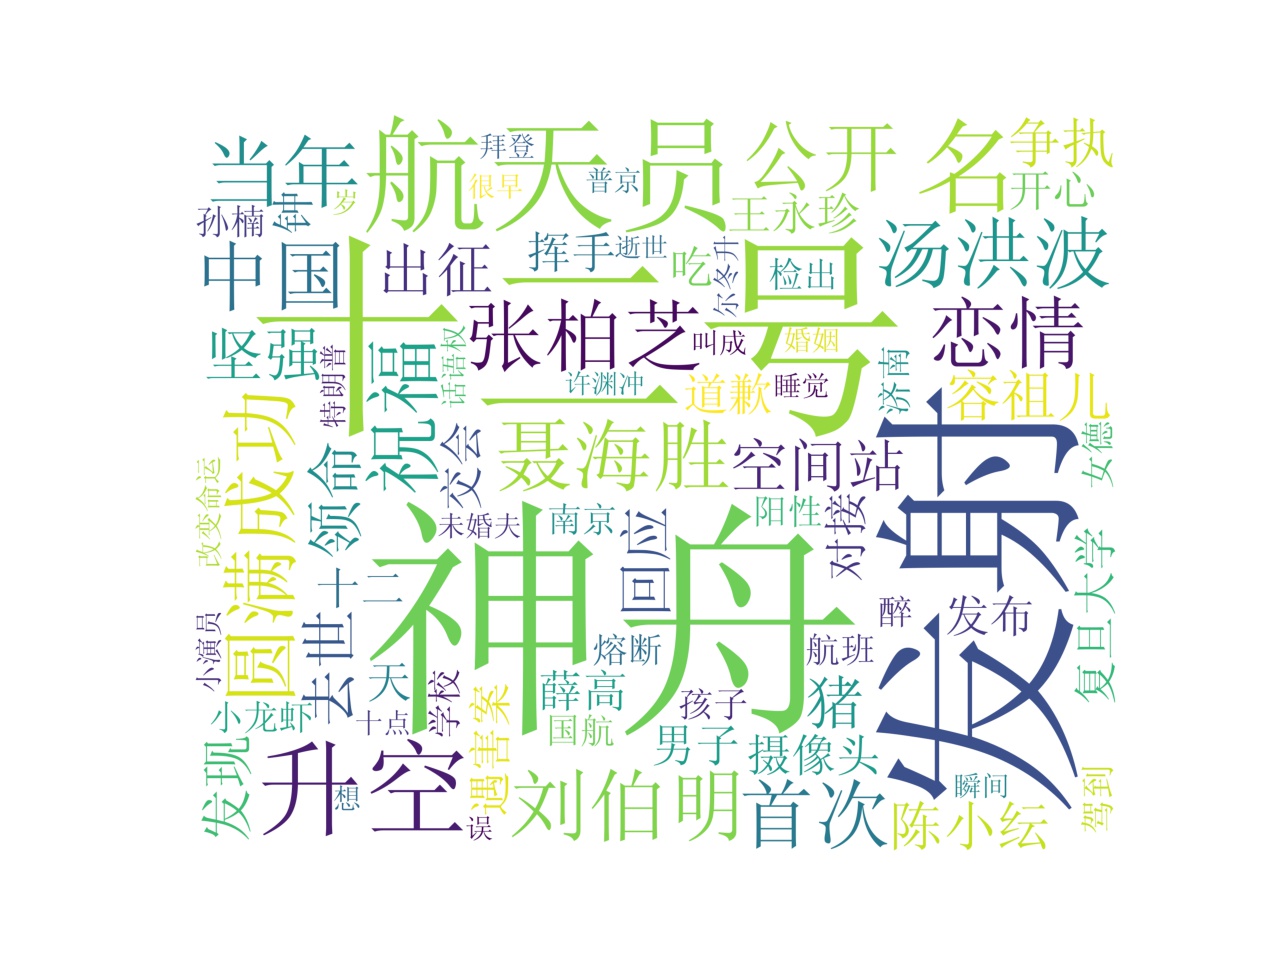 当年
航天员
拜登
很早
普京
公开
名
争执
开心
岁
孙楠
钟
王永珍
中国
出征
挥手
逝世
吃
尔冬升
检出
汤洪波
十二号
坚强
特朗普
祝福
话语权
张柏芝
叫成
婚姻
恋情
许渊冲
道歉
睡觉
济南
容祖儿
女德
圆满成功
改变命运
领命
交会
聂海胜
空间站
发射
未婚夫
南京
回应
阳性
对接
神舟
十二
去世
小演员
熔断
航班
醉
发布
复旦大学
天
十点
学校
薛高
国航
孩子
猪
小龙虾
发现
升空
想
遇害案
误
男子
摄像头
刘伯明
首次
瞬间
陈小纭
驾到